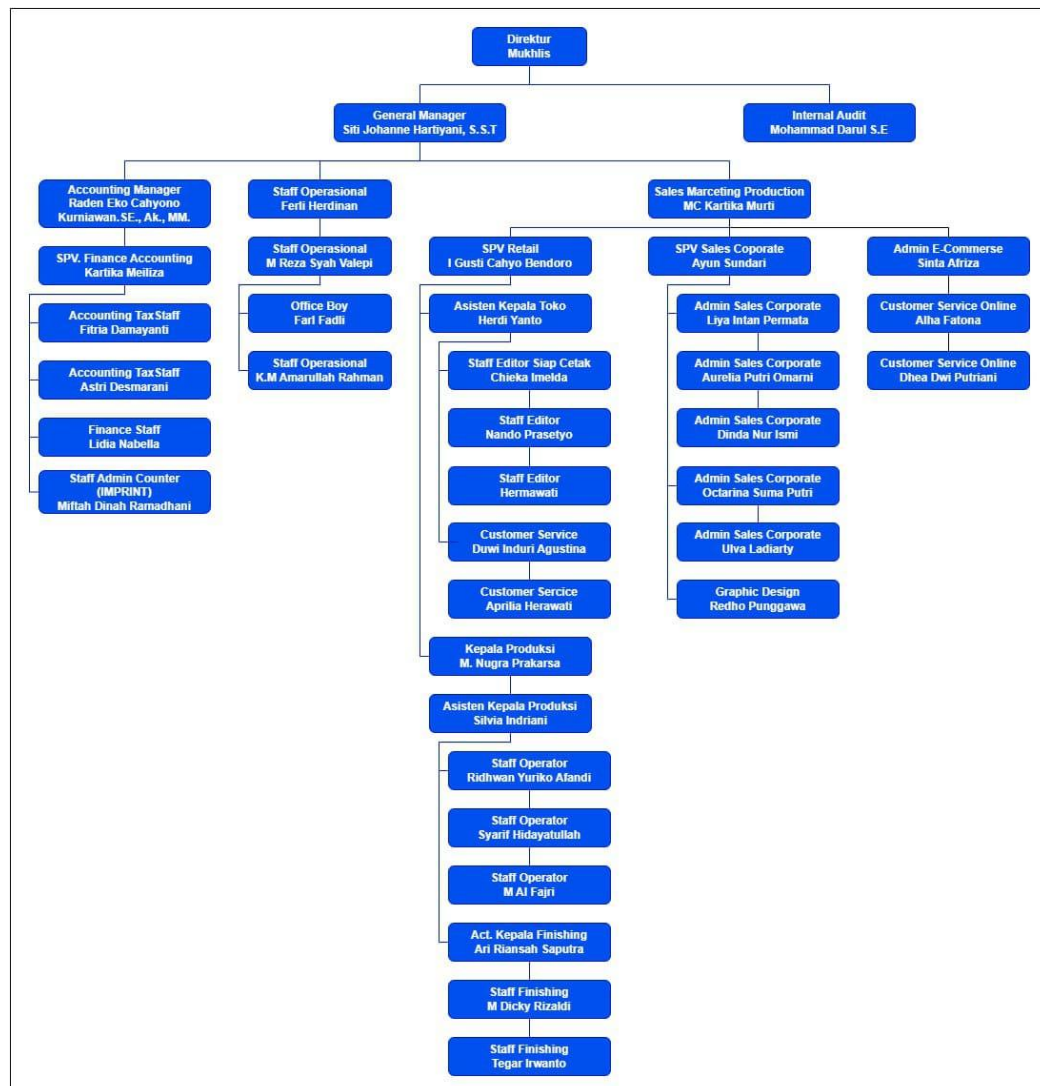 Direktur
Mukhlis
General Manager
Siti Johanne Hartiyani, S.S.T
Internal Audit
Mohammad Darul S.E
Accounting Manager
Raden Eko Cahyono
Kurniawan.SE., Ak., MM.
Staff Operasional
Ferli Herdinan
Sales Marceting Production
MC Kartika Murti
SPV. Finance Accounting
Kartika Meiliza
Staff Operasional
M Reza Syah Valepi
SPV Retail
I Gusti Cahyo Bendoro
SPV Sales Coporate
Ayun Sundari
Admin E-Commerse
Sinta Afriza
Accounting Tax Staff
Fitria Damayanti
Office Boy
Farl Fadli
Asisten Kepala Toko
Herdi Yanto
Admin Sales Corporate
Liya Intan Permata
Customer Service Online
Alha Fatona
Accounting Tax Staff
Astri Desmarani
Staff Operasional
K.M Amarullah Rahman
Staff Editor Siap Cetak
Chieka Imelda
Admin Sales Corporate
Aurelia Putri Omarni
Customer Service Online
Dhea Dwi Putriani
Finance Staff
Lidia Nabella
Staff Editor
Nando Prasetyo
Admin Sales Corporate
Dinda Nur Ismi
Staff Admin Counter
(IMPRINT)
Miftah Dinah Ramadhani
Staff Editor
Hermawati
Admin Sales Corporate
Octarina Suma Putri
Customer Service
Duwi Induri Agustina
Admin Sales Corporate
Ulva Ladiarty
Customer Sercice
Aprilia Herawati
Graphic Design
Redho Punggawa
Kepala Produksi
M. Nugra Prakarsa
Asisten Kepala Produksi
Silvia Indriani
Staff Operator
Ridhwan Yuriko Afandi
Staff Operator
Syarif Hidayatullah
Staff Operator
M Al Fajri
Act. Kepala Finishing
Ari Riansah Saputra
Staff Finishing
M Dicky Rizaldi
Staff Finishing
Tegar Irwanto